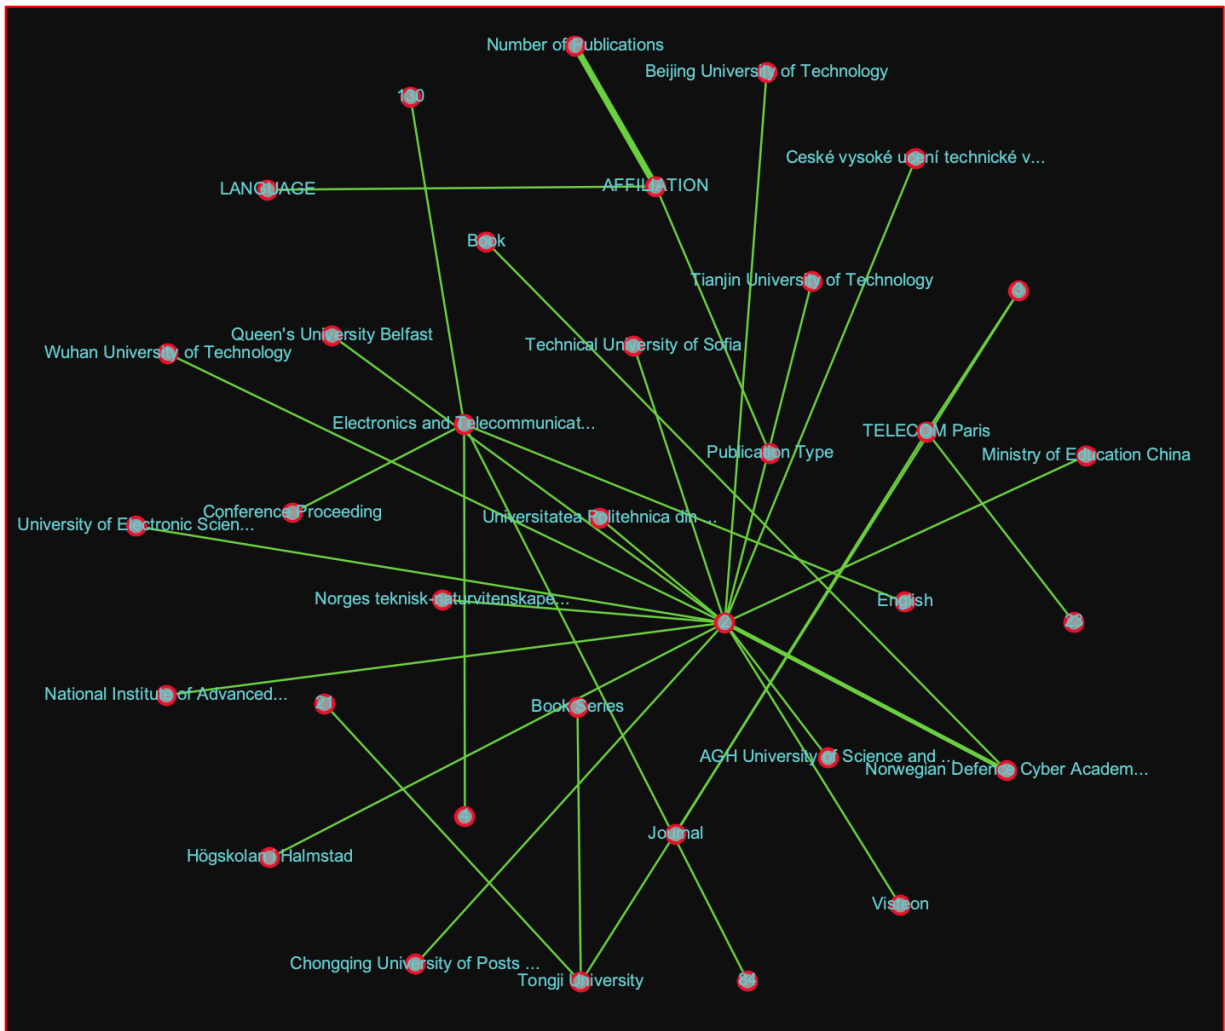 Number of Publications
Beijing University of Technology
130
České vysoké učení technické v...
LANGUAGE
AFFILIATION
Book
Tianjin University of Technology
3
Queen's University Belfast
Technical University of Sofia
Wuhan University of Technology
Electronics and Telecommunicat...
TELECOM Paris
Publication Type
Ministry of Education China
Conference Proceeding
University of Electronic Scien...
Universitatea Politehnica din ...
Norges teknisk-naturvitenskape...
English
2
23
National Institute of Advanced...
21
Book Series
AGH University of Science and ...
Norwegian Defence Cyber Academ...
4
Journal
Högskolan i Halmstad
Visteon
Chongqing University of Posts ...
Tongji University
84